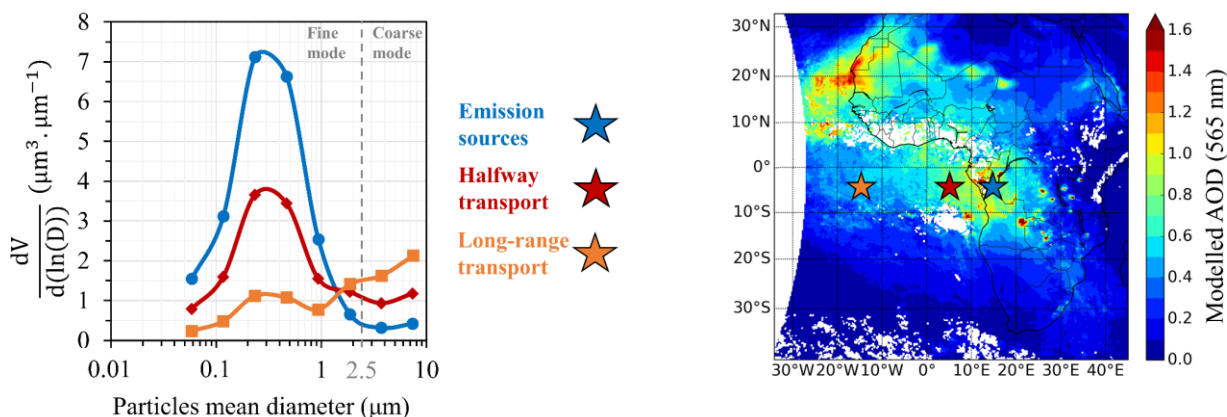 8
7
6
5
4
3
2
1
0
dV
d(ln(D))
(μm³ . μm⁻¹)
Fine mode
Coarse mode
0.01
0.1
1
2.5
10
Particles mean diameter (μm)
Emission
sources
Halfway
transport
Long-range
transport
30°N
20°N
10°N
0°
10°S
20°S
30°S
30°W
20°W
10°W
0°
10°E
20°E
30°E
40°E
1.6
1.4
1.2
1.0
0.8
0.6
0.4
0.2
0.0
Modelled AOD (565 nm)